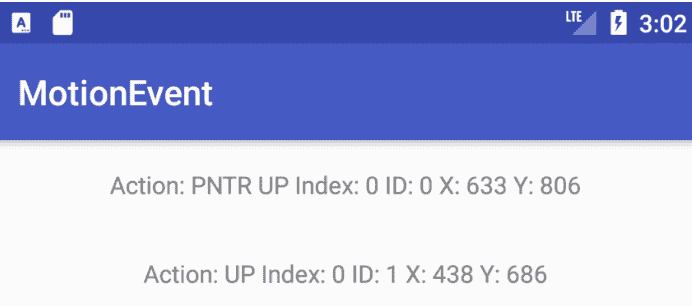 A LTE 3:02
MotionEvent
Action: PNTR UP Index: 0 ID: 0 X: 633 Y: 806
Action: UP Index: 0 ID: 1 X: 438 Y: 686